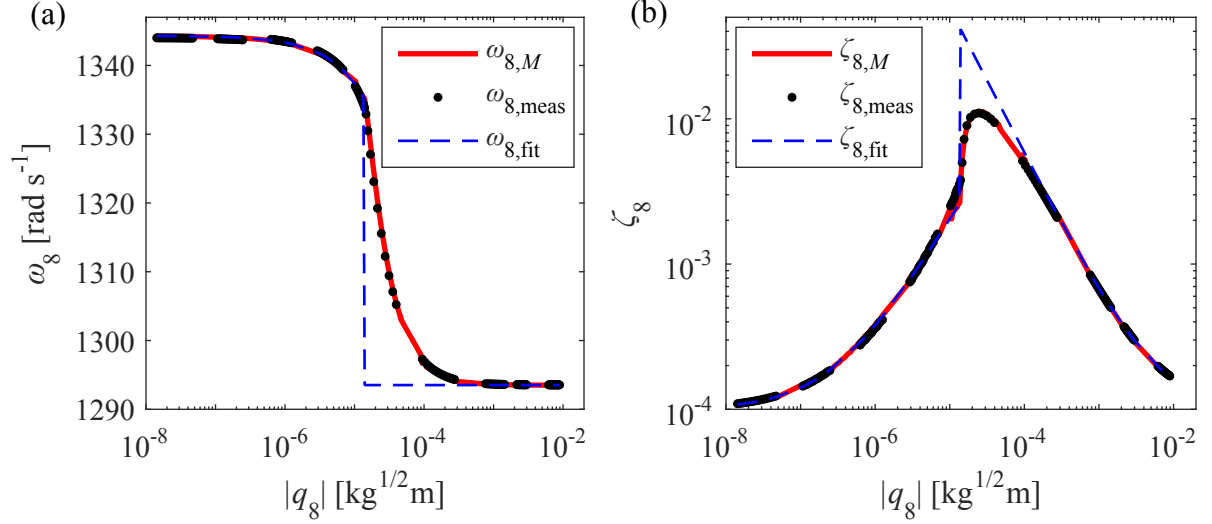 (a)
1340
1330
1320
1310
1300
1290
ω₈ [rad s⁻¹]
ω₈,M
ω₈,meas
ω₈,fit
10⁻⁸
10⁻⁶
10⁻⁴
10⁻²
|q₈| [kg¹/²m]
(b)
10⁻²
10⁻³
10⁻⁴
ζ₈
ζ₈,M
ζ₈,meas
ζ₈,fit
10⁻⁸
10⁻⁶
10⁻⁴
10⁻²
|q₈| [kg¹/²m]